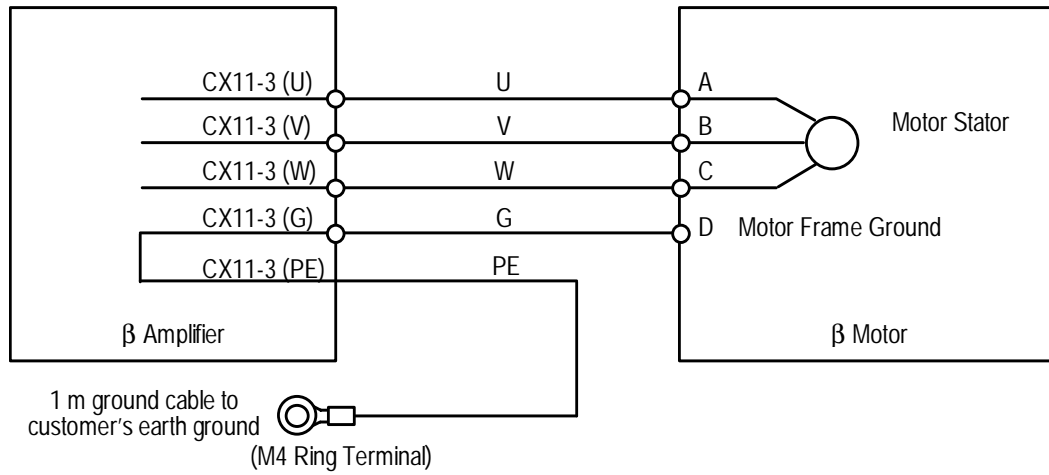 CX11-3 (U)
U
A
CX11-3 (V)
V
B
Motor Stator
CX11-3 (W)
W
C
CX11-3 (G)
G
D
Motor Frame Ground
CX11-3 (PE)
PE
β Amplifier
β Motor
1 m ground cable to
customer's earth ground
(M4 Ring Terminal)